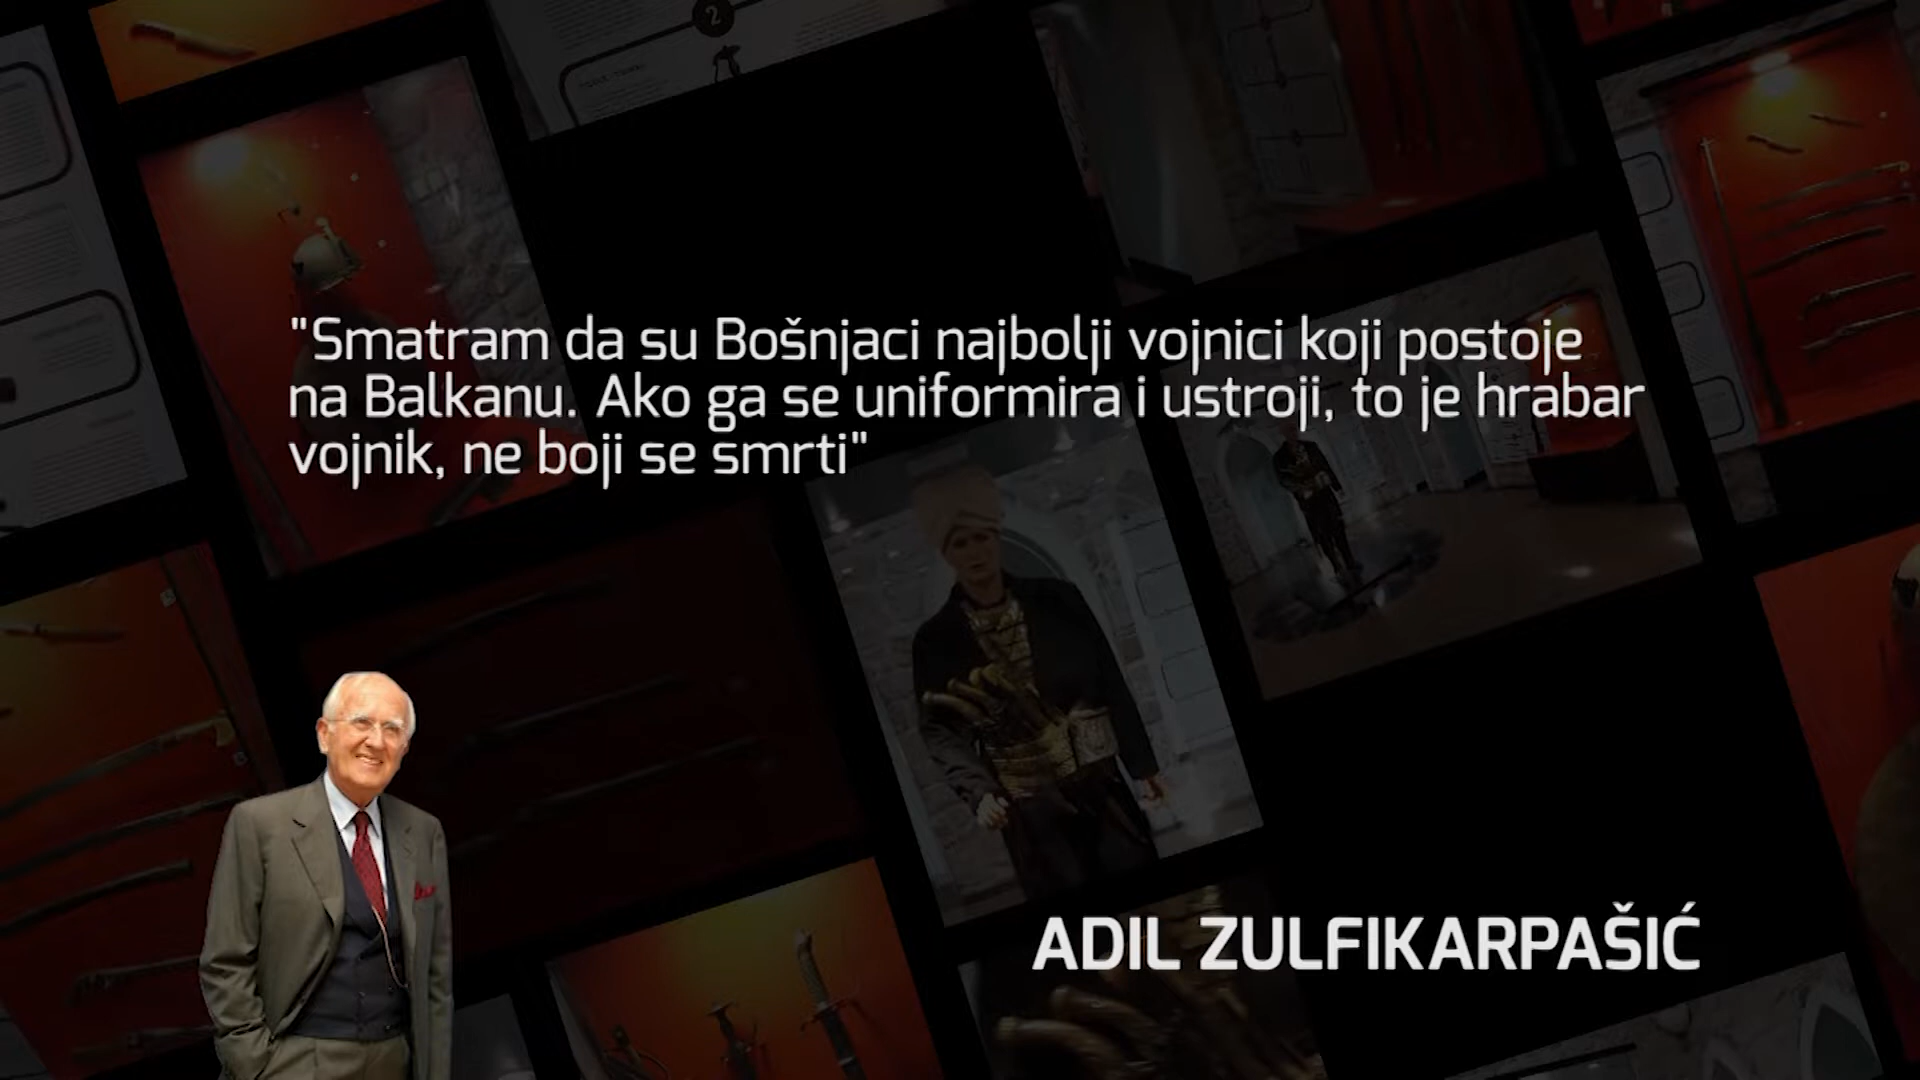 2
"Smatram da su Bošnjaci najbolji vojnici koji postoje
na Balkanu. Ako ga se uniformira i ustroji, to je hrabar
vojnik, ne boji se smrti"
ADIL ZULFIKARPAŠIĆ